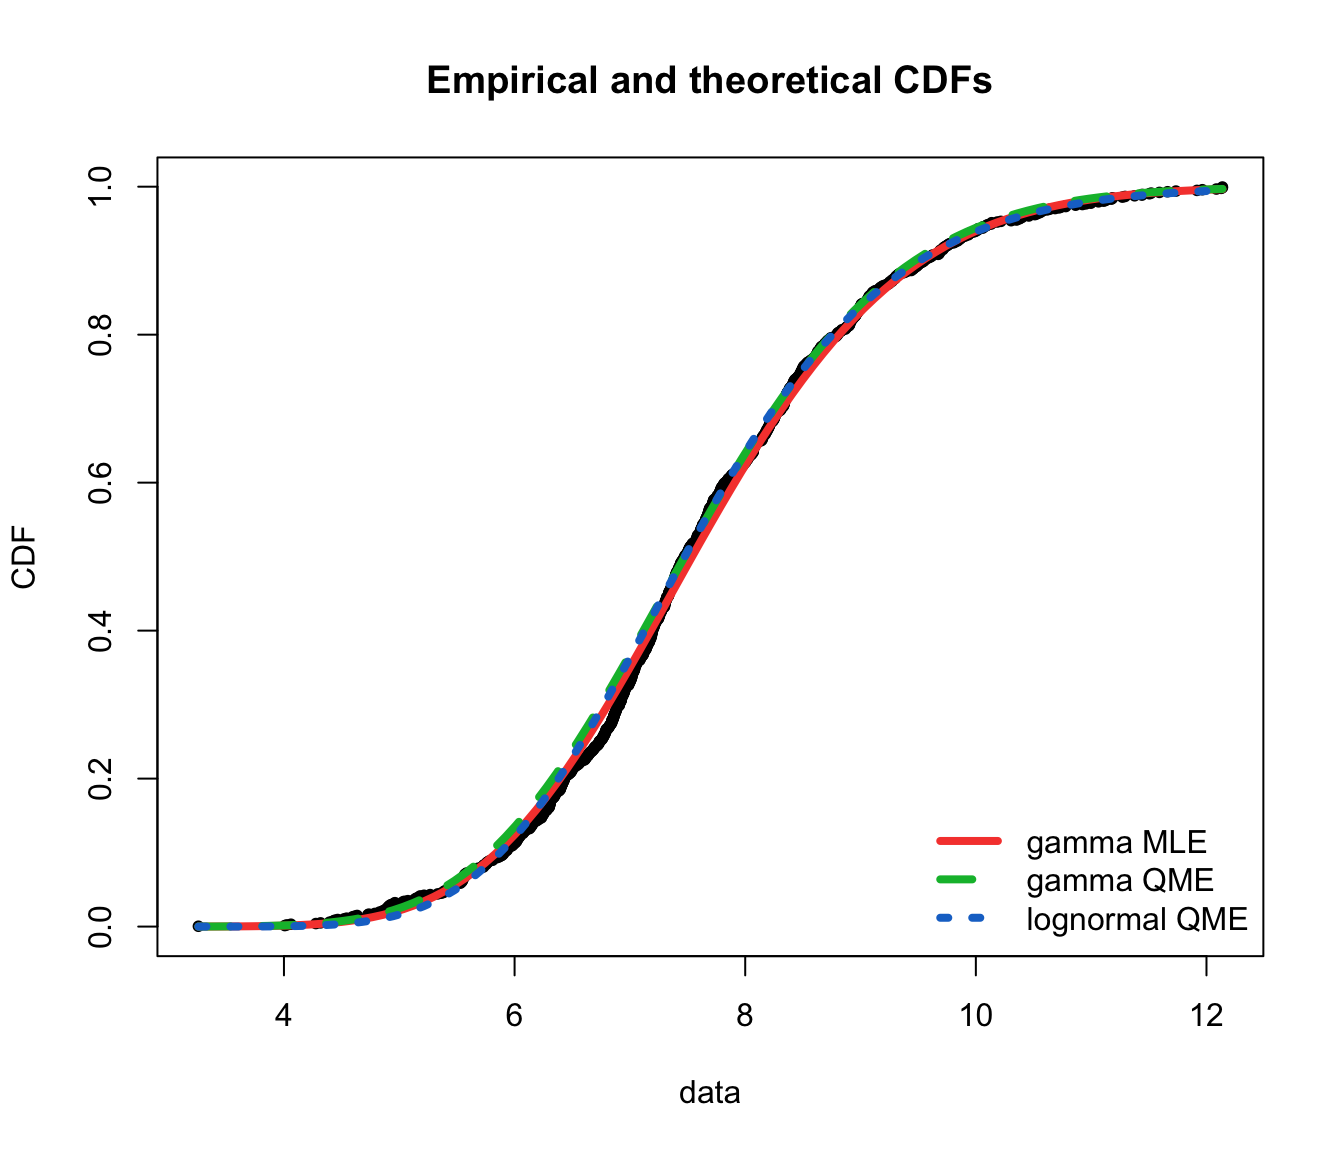 Empirical and theoretical CDFs
CDF
1.0
0.8
0.6
0.4
0.2
0.0
gamma MLE
gamma QME
lognormal QME
4 6 8 10 12
data